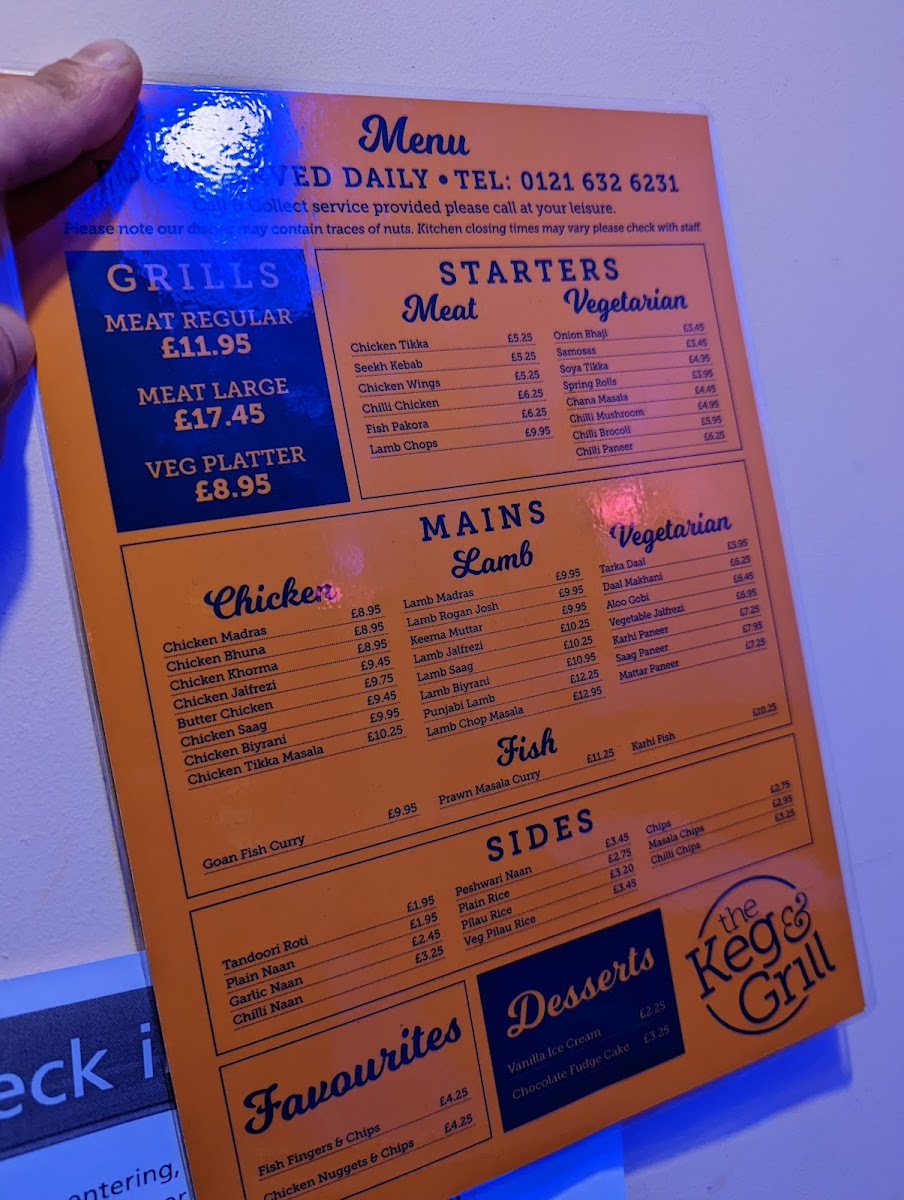 Menu
SERVED DAILY • TEL: 0121 632 6231
Call & Collect service provided please call at your leisure.
Please note our dishes may contain traces of nuts. Kitchen closing times may vary please check with staff.
GRILLS
MEAT REGULAR
£11.95
MEAT LARGE
£17.45
VEG PLATTER
£8.95
STARTERS
Meat
Chicken Tikka £5.25
Seekh Kebab £5.25
Chicken Wings £5.25
Chilli Chicken £6.25
Fish Pakora £6.25
Lamb Chops £9.95
Vegetarian
Onion Bhaji £3.45
Samosas £3.45
Soya Tikka £4.95
Spring Rolls £3.95
Chana Masala £4.45
Chilli Mushroom £4.95
Chilli Brocoli £5.95
Chilli Paneer £6.25
MAINS
Chicken
Chicken Madras £8.95
Chicken Bhuna £8.95
Chicken Khorma £8.95
Chicken Jalfrezi £9.45
Butter Chicken £9.75
Chicken Saag £9.45
Chicken Biyrani £9.95
Chicken Tikka Masala £10.25
Lamb
Lamb Madras £9.95
Lamb Rogan Josh £9.95
Keema Muttar £9.95
Lamb Jalfrezi £10.25
Lamb Saag £10.25
Lamb Biyrani £10.95
Punjabi Lamb £12.25
Lamb Chop Masala £12.95
Vegetarian
Tarka Daal £5.95
Daal Makhani £6.25
Aloo Gobi £6.45
Vegetable Jalfrezi £6.95
Karhi Paneer £7.25
Saag Paneer £7.95
Mattar Paneer £7.25
Fish
Goan Fish Curry £9.95
Prawn Masala Curry £11.25
Karhi Fish £10.25
SIDES
Tandoori Roti £1.95
Plain Naan £1.95
Garlic Naan £2.45
Chilli Naan £3.25
Peshwari Naan £3.45
Plain Rice £2.75
Pilau Rice £3.20
Veg Pilau Rice £3.45
Chips £2.75
Masala Chips £2.95
Chilli Chips £3.25
Favourites
Fish Fingers & Chips £4.25
Chicken Nuggets & Chips £4.25
Desserts
Vanilla Ice Cream £2.25
Chocolate Fudge Cake £3.25
the
Keg &
Grill
eck i
entering,